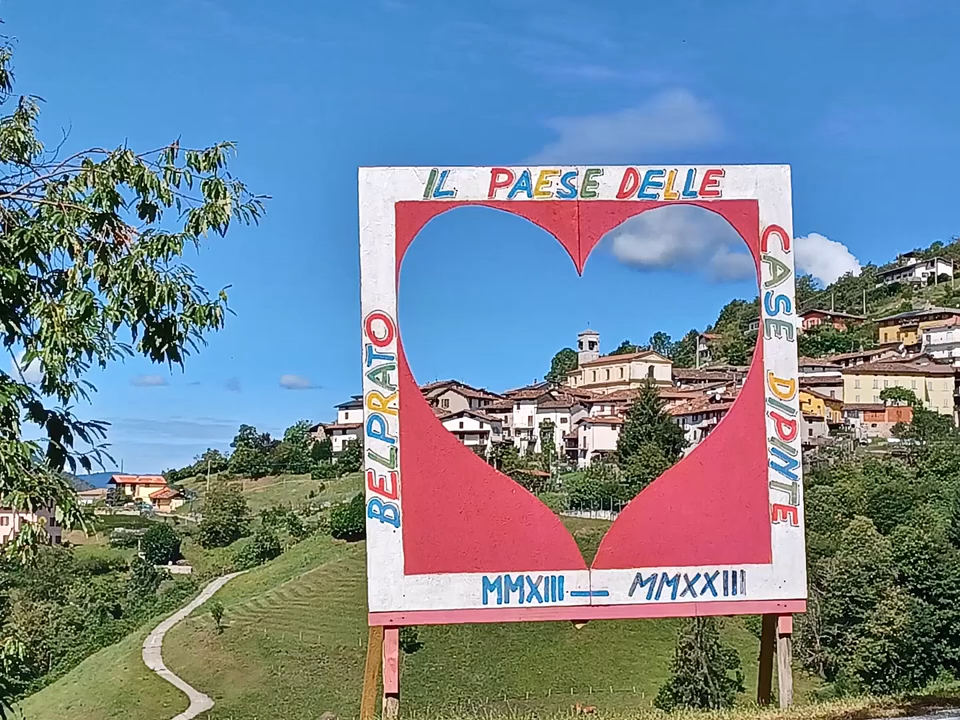 BELPRATO
IL PAESE DELLE
CASE DIPINTE
MMXIII — MMXXIII